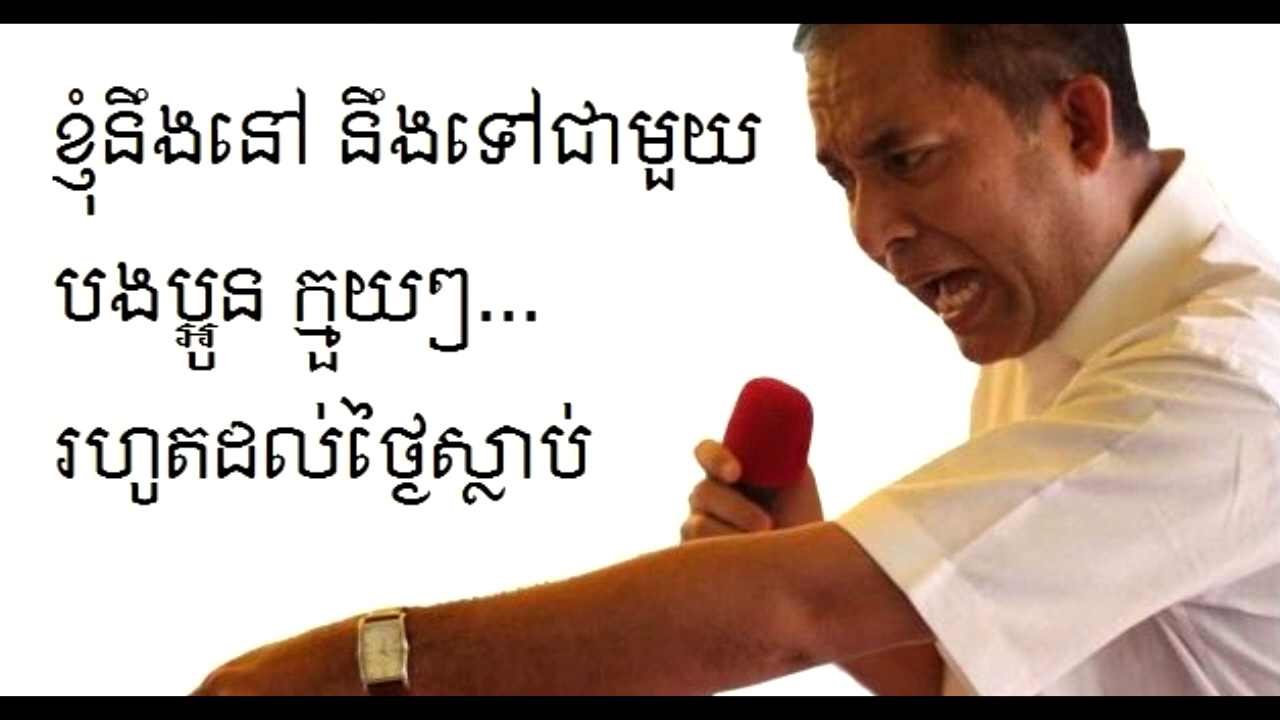 ខ្ញុំនឹងនៅ នឹងទៅជាមួយ
បងប្អូន ក្មួយៗ...
រហូតដល់ថ្ងៃស្លាប់